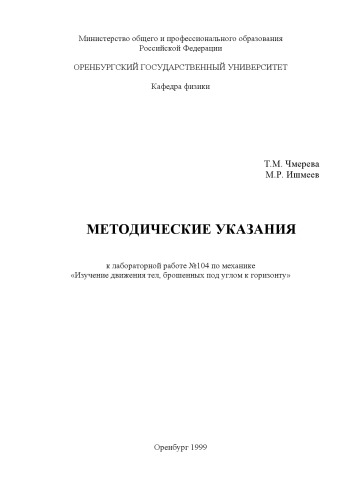 Министерство общего и профессионального образования
Российской Федерации
ОРЕНБУРГСКИЙ ГОСУДАРСТВЕННЫЙ УНИВЕРСИТЕТ
Кафедра физики
Т.М. Чмерева
М.Р. Ишмеев
МЕТОДИЧЕСКИЕ УКАЗАНИЯ
к лабораторной работе №104 по механике
«Изучение движения тел, брошенных под углом к горизонту»
Оренбург 1999